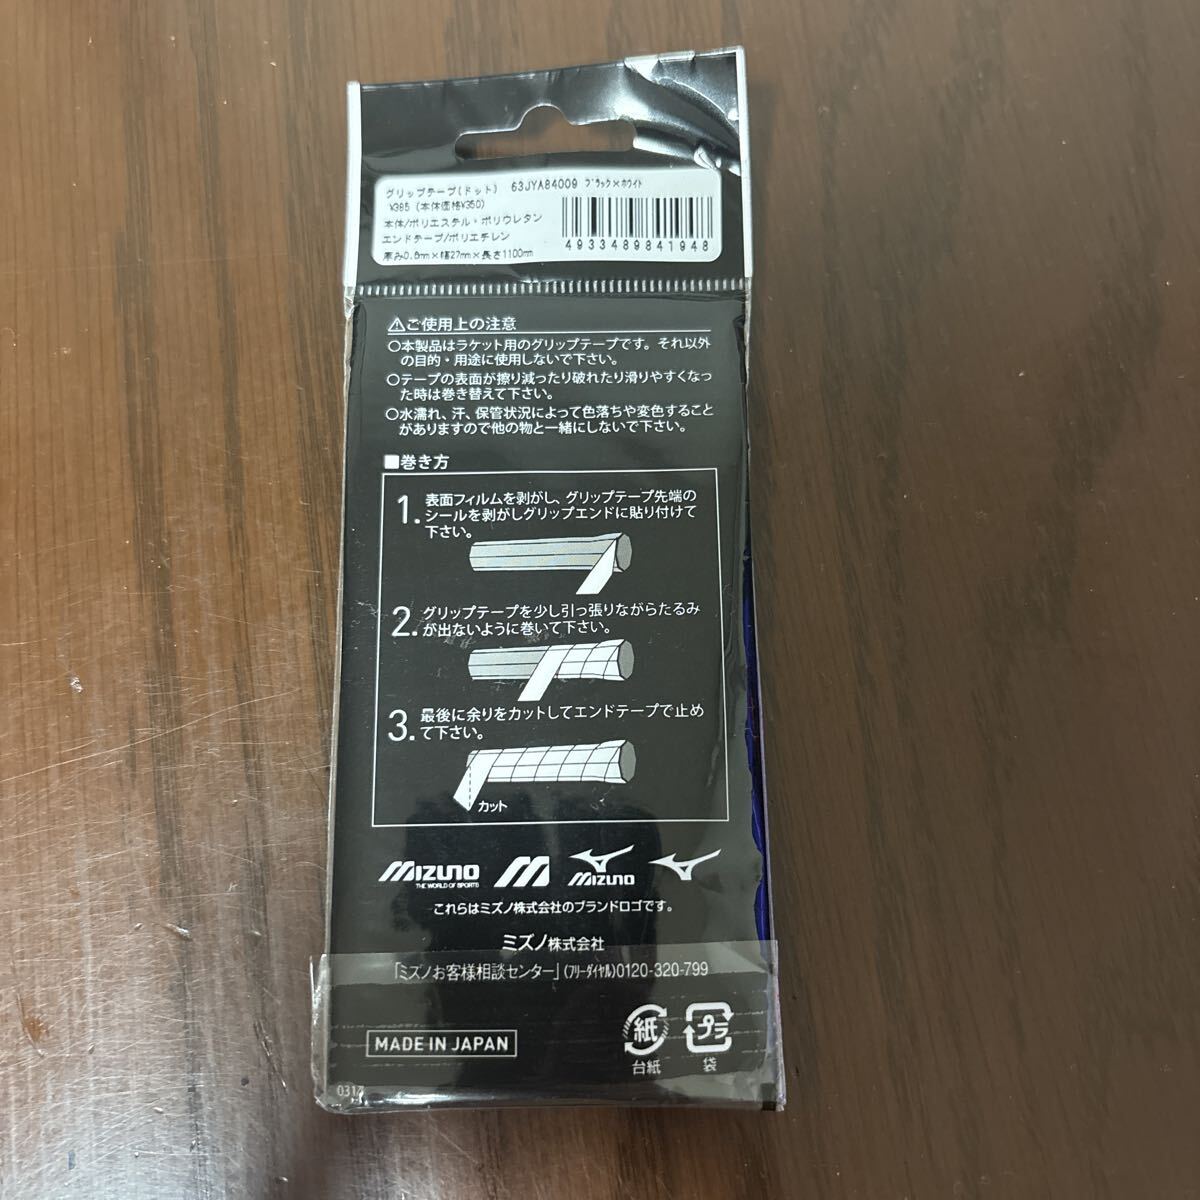 グリップテープ(ドット) 63JYA84009 ブラック×ホワイト
¥385 (本体価格¥350)
本体/ポリエステル・ポリウレタン
エンドテープ/ポリエチレン
厚み0.6mm×幅27mm×長さ1100mm
4933489841948
⚠ご使用上の注意
○本製品はラケット用のグリップテープです。それ以外
の目的・用途に使用しないで下さい。
○テープの表面が擦り減ったり破れたり滑りやすくなっ
た時は巻き替えて下さい。
○水濡れ、汗、保管状況によって色落ちや変色すること
がありますので他の物と一緒にしないで下さい。
■巻き方
1. 表面フィルムを剥がし、グリップテープ先端の
シールを剥がしグリップエンドに貼り付けて
下さい。
2. グリップテープを少し引っ張りながらたるみ
が出ないように巻いて下さい。
3. 最後に余りをカットしてエンドテープで止め
て下さい。
カット
MIZUNO
THE WORLD OF SPORTS
M
MIZUNO
これらはミズノ株式会社のブランドロゴです。
ミズノ株式会社
「ミズノお客様相談センター」(フリーダイヤル)0120-320-799
MADE IN JAPAN
紙
台紙
プラ
袋